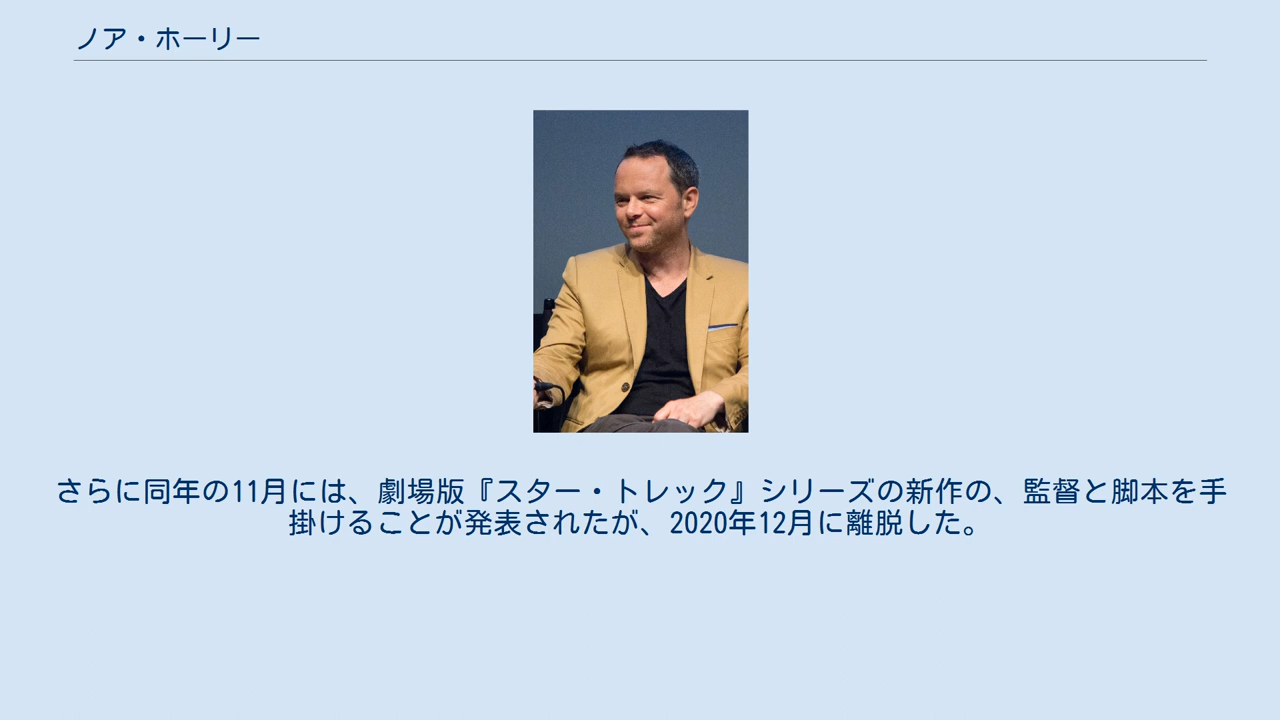 ノア・ホーリー
さらに同年の11月には、劇場版『スター・トレック』シリーズの新作の、監督と脚本を手
掛けることが発表されたが、2020年12月に離脱した。